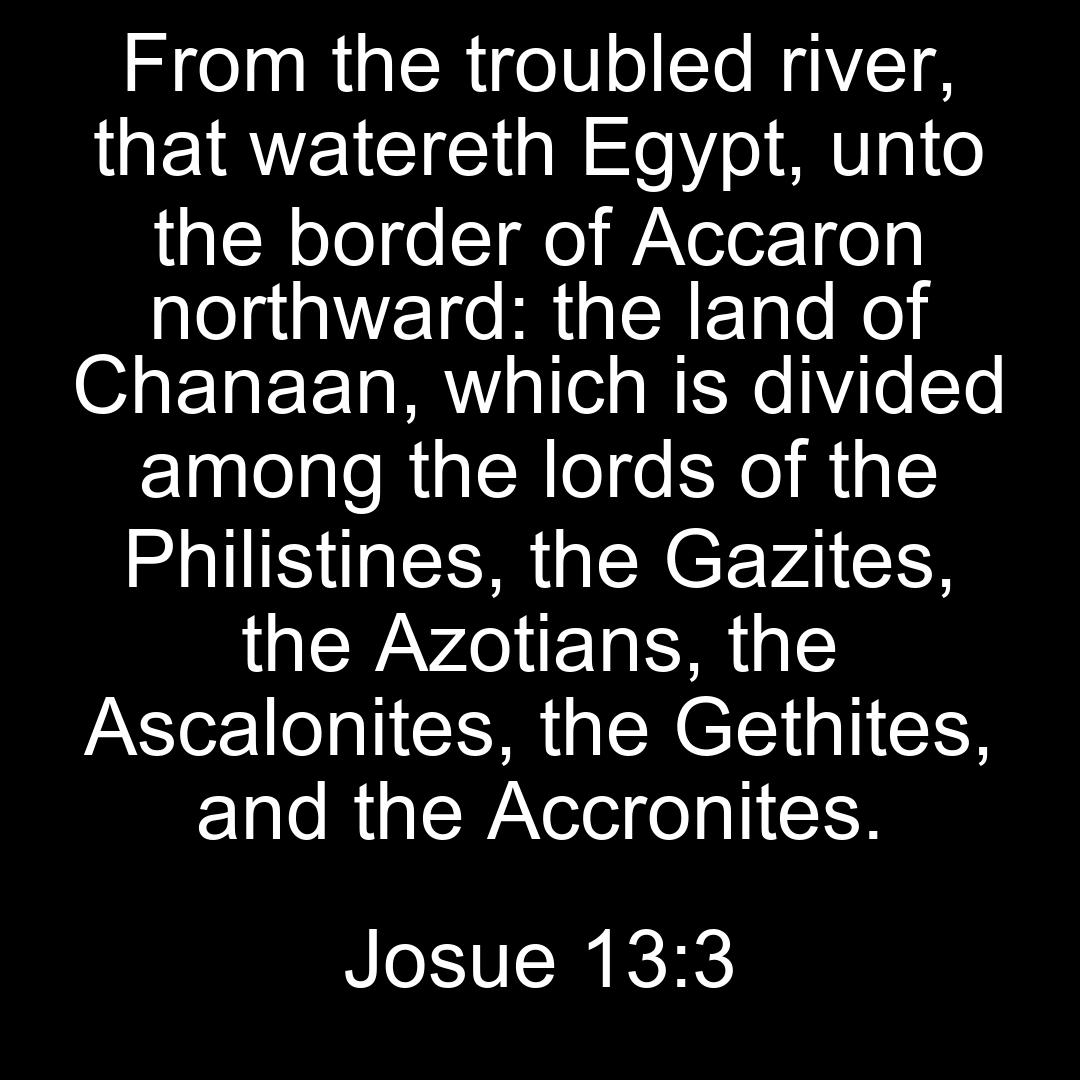 From the troubled river,
that watereth Egypt, unto
the border of Accaron
northward: the land of
Chanaan, which is divided
among the lords of the
Philistines, the Gazites,
the Azotians, the
Ascalonites, the Gethites,
and the Accronites.
Josue 13:3